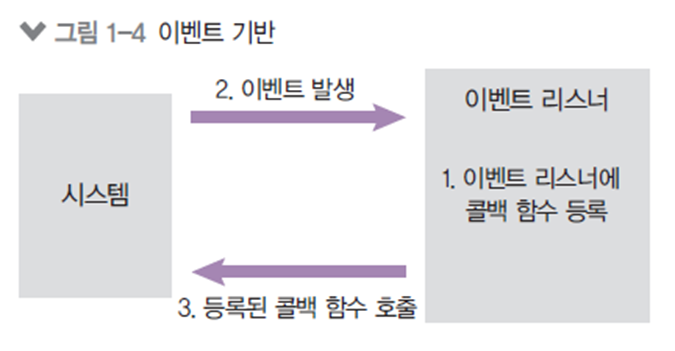 그림 1-4 이벤트 기반
2. 이벤트 발생
이벤트 리스너
시스템
1. 이벤트 리스너에
콜백 함수 등록
3. 등록된 콜백 함수 호출